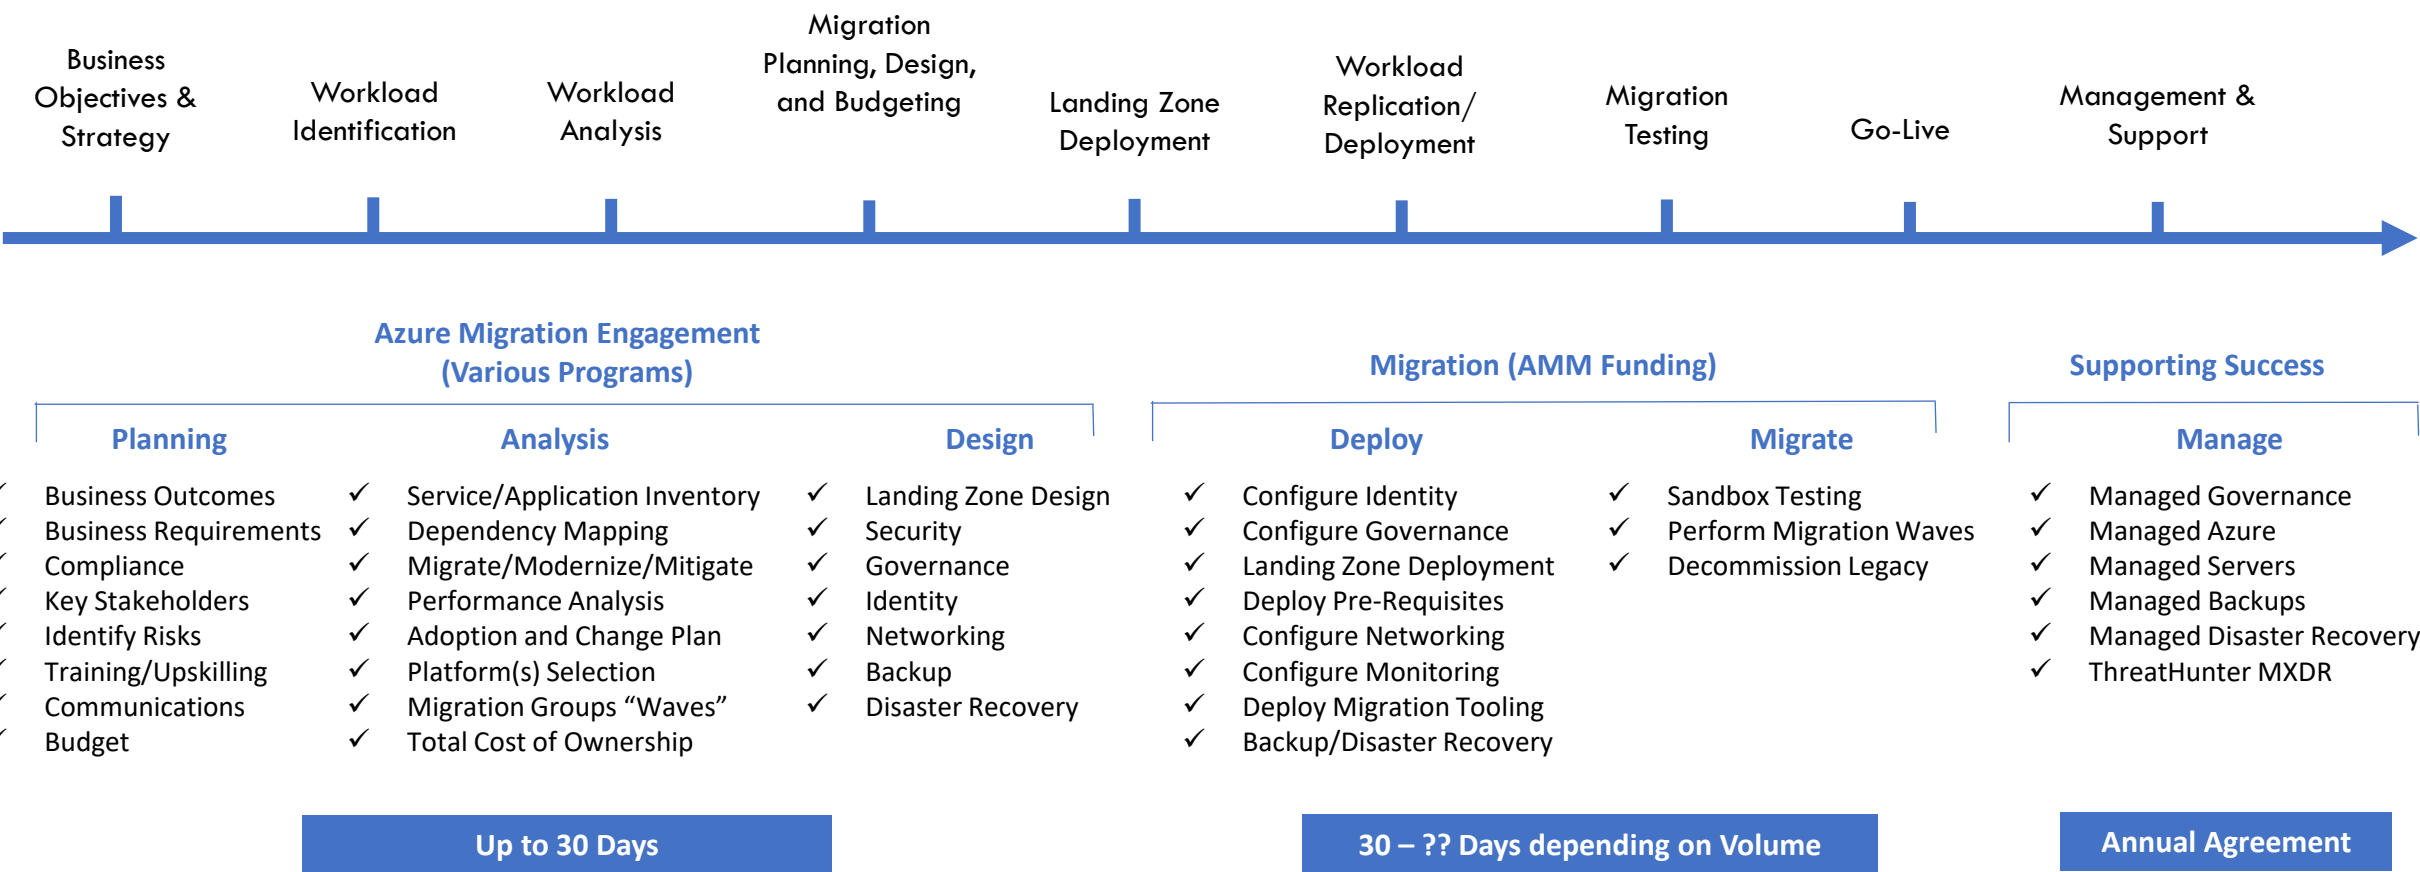 Business
Objectives &
Strategy
Workload
Identification
Workload
Analysis
Migration
Planning, Design,
and Budgeting
Landing Zone
Deployment
Workload
Replication/
Deployment
Migration
Testing
Go-Live
Management &
Support
Azure Migration Engagement
(Various Programs)
Planning
✓ Business Outcomes
✓ Business Requirements
✓ Compliance
✓ Key Stakeholders
✓ Identify Risks
✓ Training/Upskilling
✓ Communications
✓ Budget
Analysis
✓ Service/Application Inventory
✓ Dependency Mapping
✓ Migrate/Modernize/Mitigate
✓ Performance Analysis
✓ Adoption and Change Plan
✓ Platform(s) Selection
✓ Migration Groups “Waves”
✓ Total Cost of Ownership
Design
✓ Landing Zone Design
✓ Security
✓ Governance
✓ Identity
✓ Networking
✓ Backup
✓ Disaster Recovery
Up to 30 Days
Migration (AMM Funding)
Deploy
✓ Configure Identity
✓ Configure Governance
✓ Landing Zone Deployment
✓ Deploy Pre-Requisites
✓ Configure Networking
✓ Configure Monitoring
✓ Deploy Migration Tooling
✓ Backup/Disaster Recovery
Migrate
✓ Sandbox Testing
✓ Perform Migration Waves
✓ Decommission Legacy
30 – ?? Days depending on Volume
Supporting Success
Manage
✓ Managed Governance
✓ Managed Azure
✓ Managed Servers
✓ Managed Backups
✓ Managed Disaster Recovery
✓ ThreatHunter MXDR
Annual Agreement